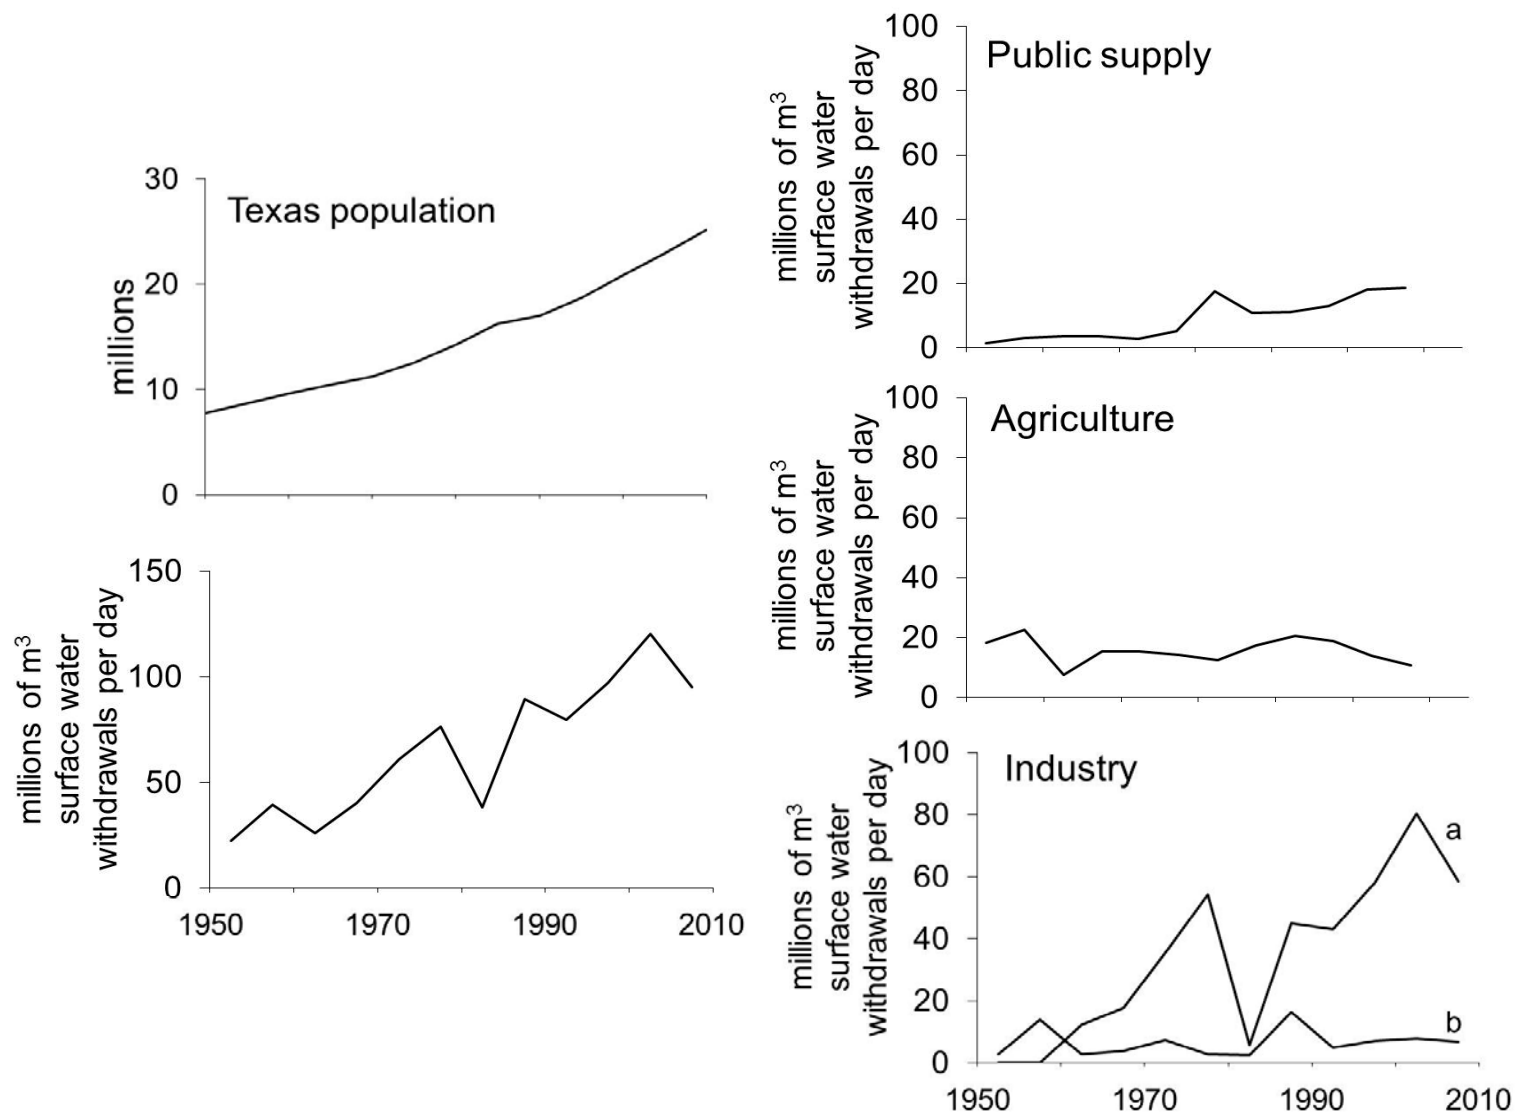 Texas population
30
20
10
0
millions
150
100
50
0
millions of m³
surface water
withdrawals per day
1950 1970 1990 2010
Public supply
100
80
60
40
20
0
millions of m³
surface water
withdrawals per day
Agriculture
100
80
60
40
20
0
millions of m³
surface water
withdrawals per day
Industry
100
80
60
40
20
0
millions of m³
surface water
withdrawals per day
a
b
1950 1970 1990 2010